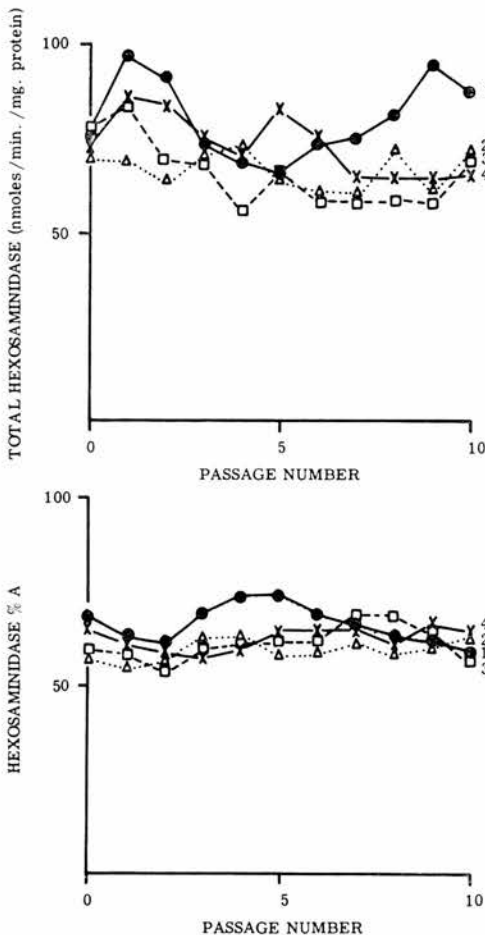 TOTAL HEXOSAMINIDASE (nmoles/min./mg. protein)
100
50
0
5
10
PASSAGE NUMBER
HEXOSAMINIDASE % A
100
50
0
5
10
PASSAGE NUMBER